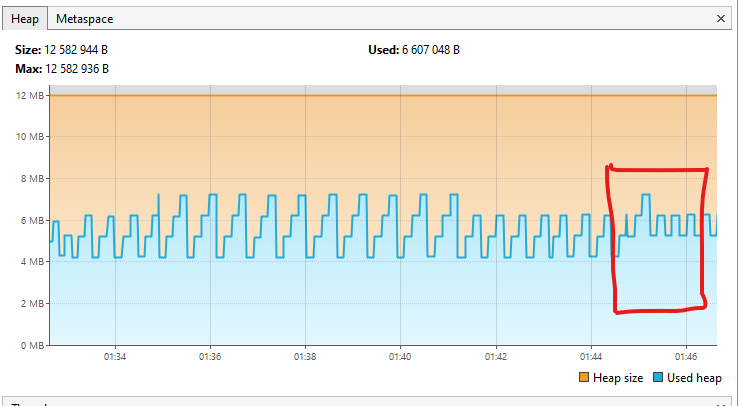 Heap Metaspace ×
Size: 12 582 944 B Used: 6 607 048 B
Max: 12 582 936 B
12 MB
10 MB
8 MB
6 MB
4 MB
2 MB
0 MB
01:34 01:36 01:38 01:40 01:42 01:44 01:46
Heap size Used heap